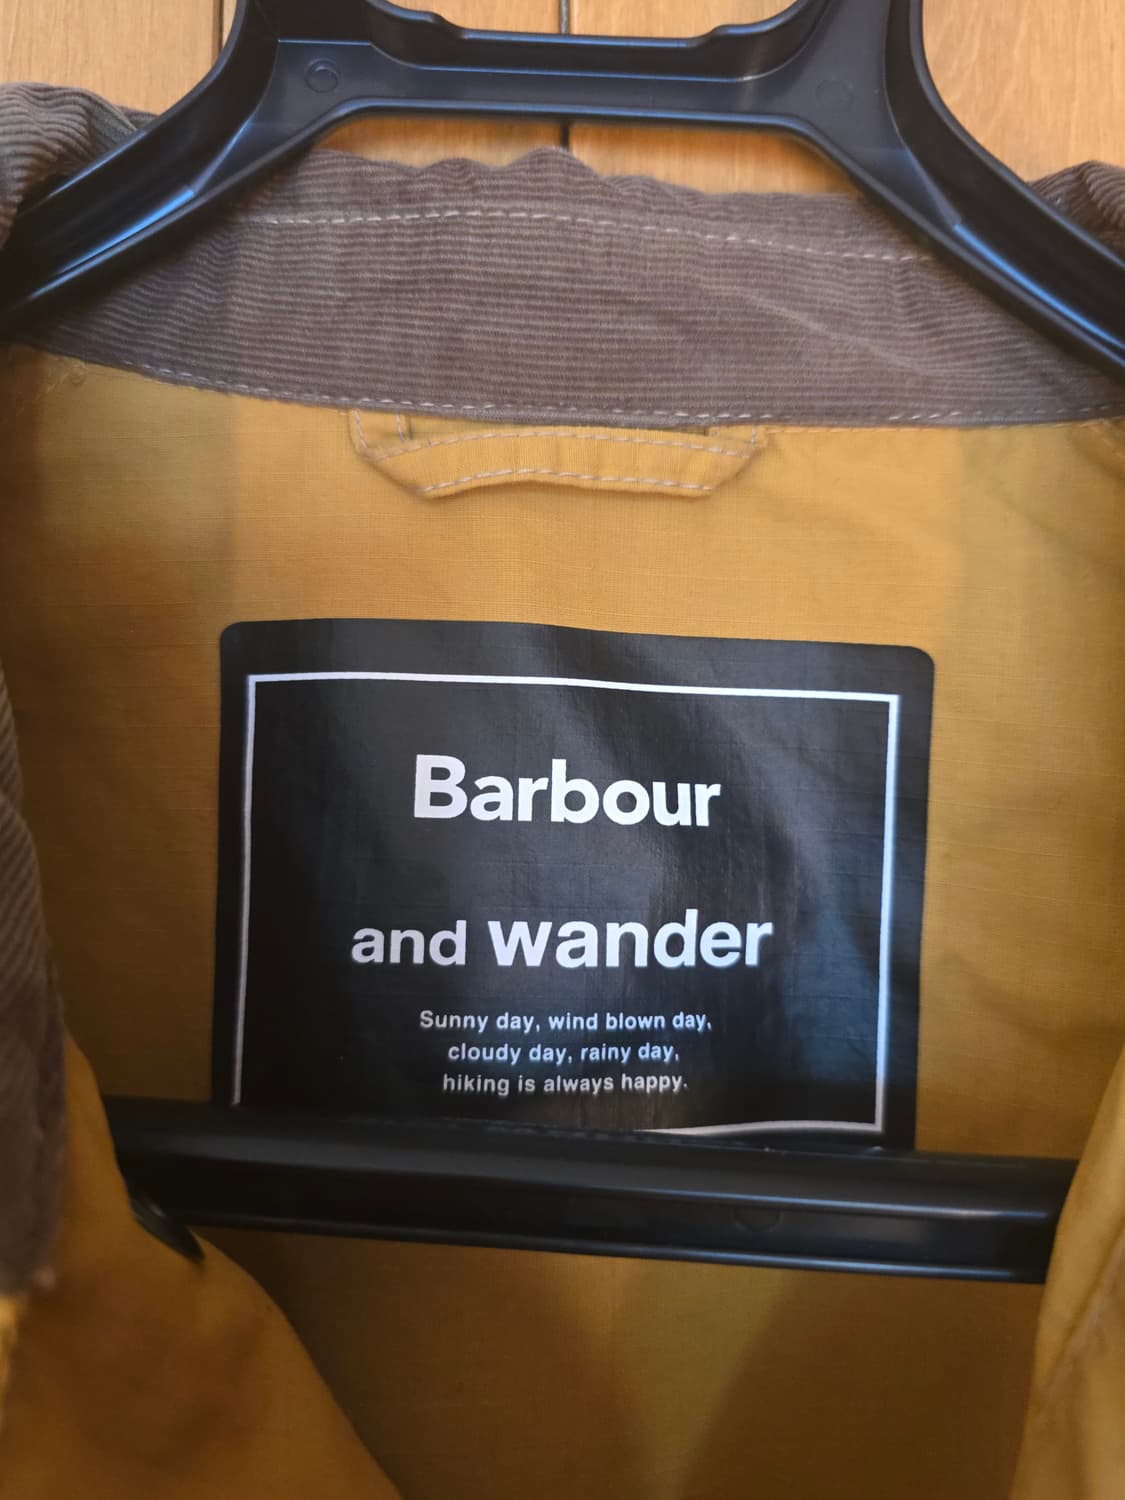 Barbour
and wander
Sunny day, wind blown day,
cloudy day, rainy day,
hiking is always happy.